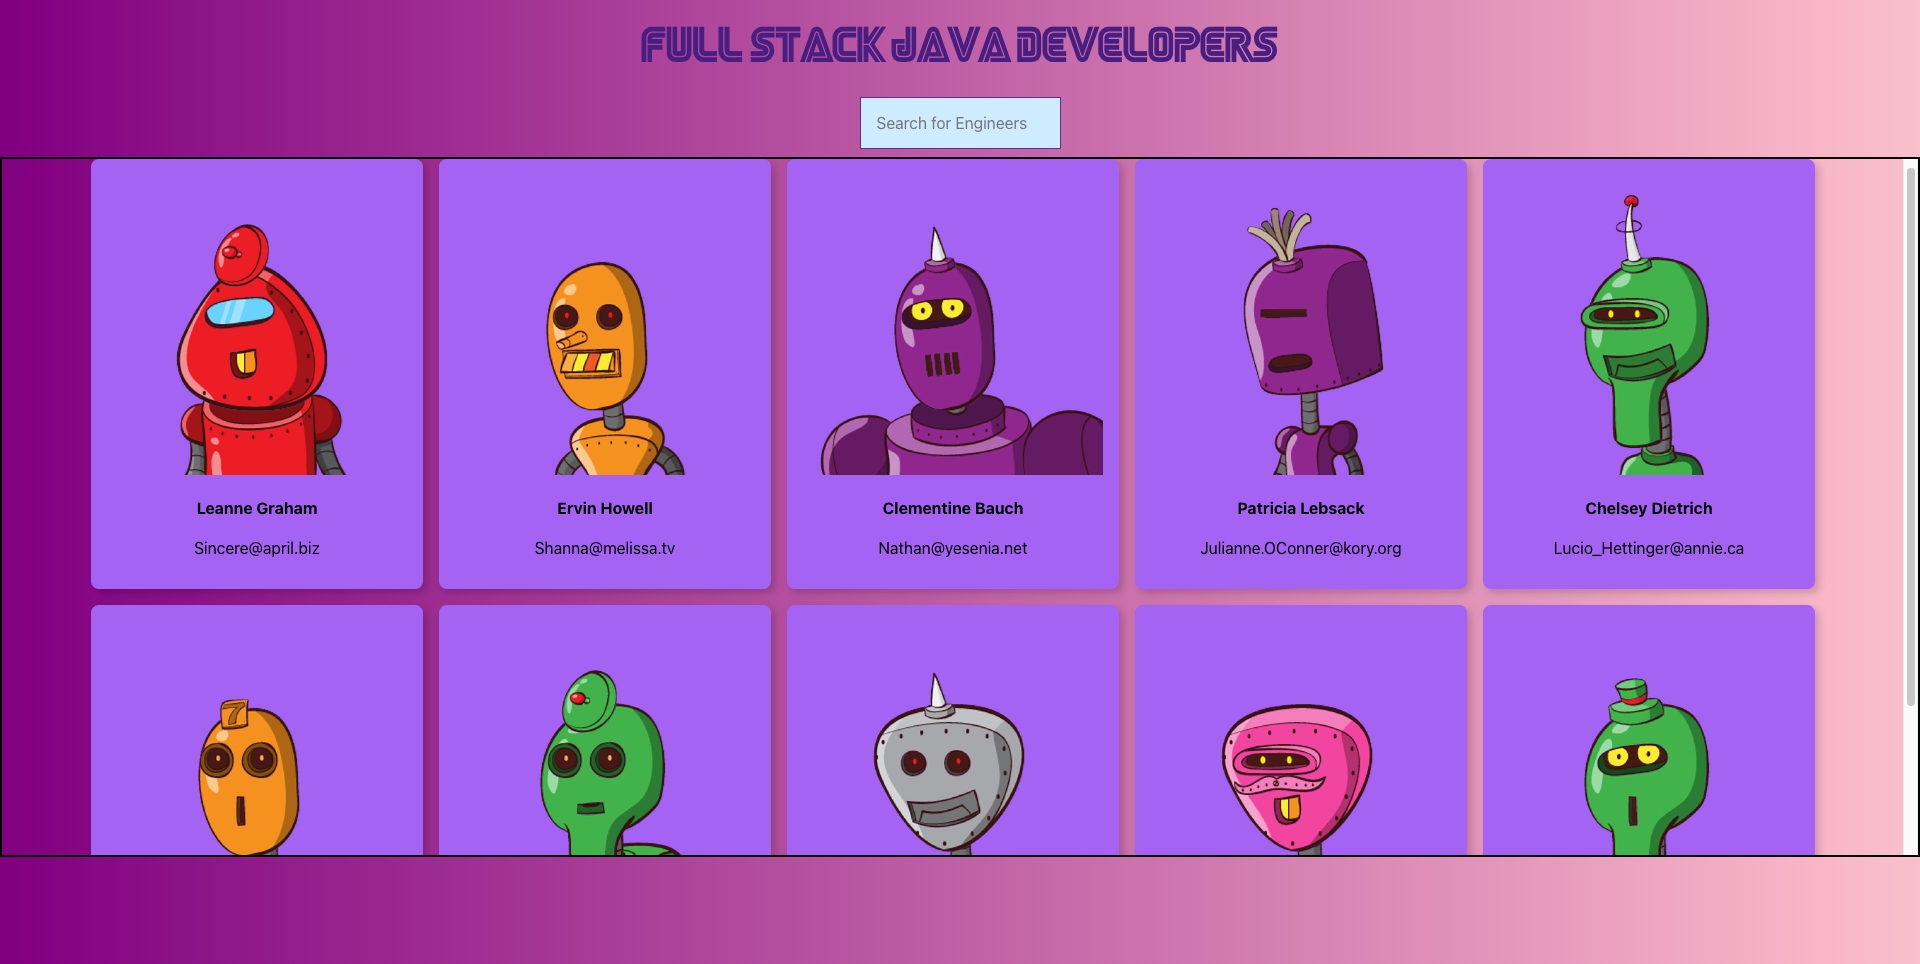 FULL STACK JAVA DEVELOPERS
Search for Engineers
Leanne Graham
Ervin Howell
Clementine Bauch
Patricia Lebsack
Chelsey Dietrich
Sincere@april.biz
Shanna@melissa.tv
Nathan@yesenia.net
Julianne.OConner@kory.org
Lucio_Hettinger@annie.ca
7